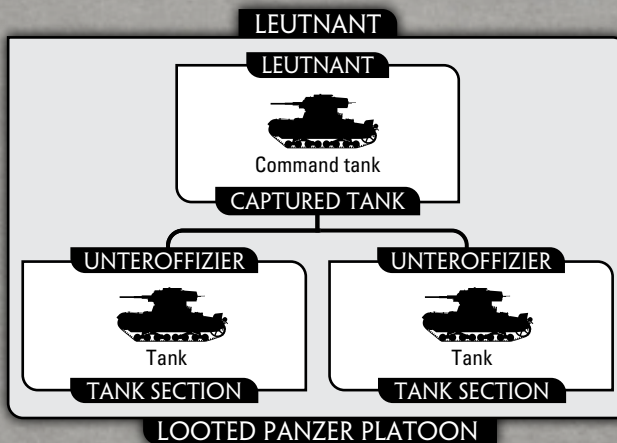 LEUTNANT
LEUTNANT
Command tank
CAPTURED TANK
UNTEROFFIZIER UNTEROFFIZIER
Tank Tank
TANK SECTION TANK SECTION
LOOTED PANZER PLATOON